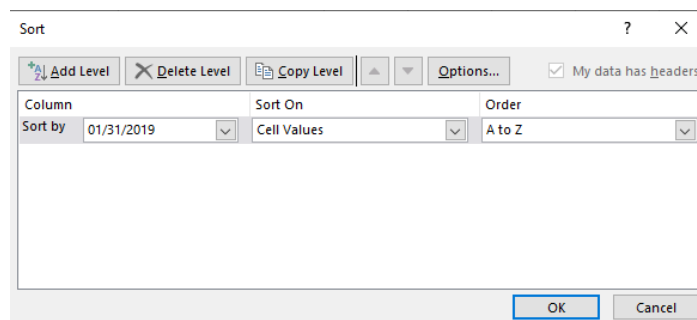 Sort ?
Add Level Delete Level Copy Level Options... My data has headers
Column Sort On Order
Sort by 01/31/2019 Cell Values A to Z
OK Cancel